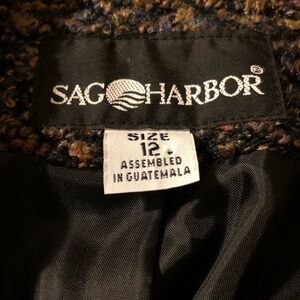 SAG HARBOR®
SIZE
12
ASSEMBLED
IN GUATEMALA